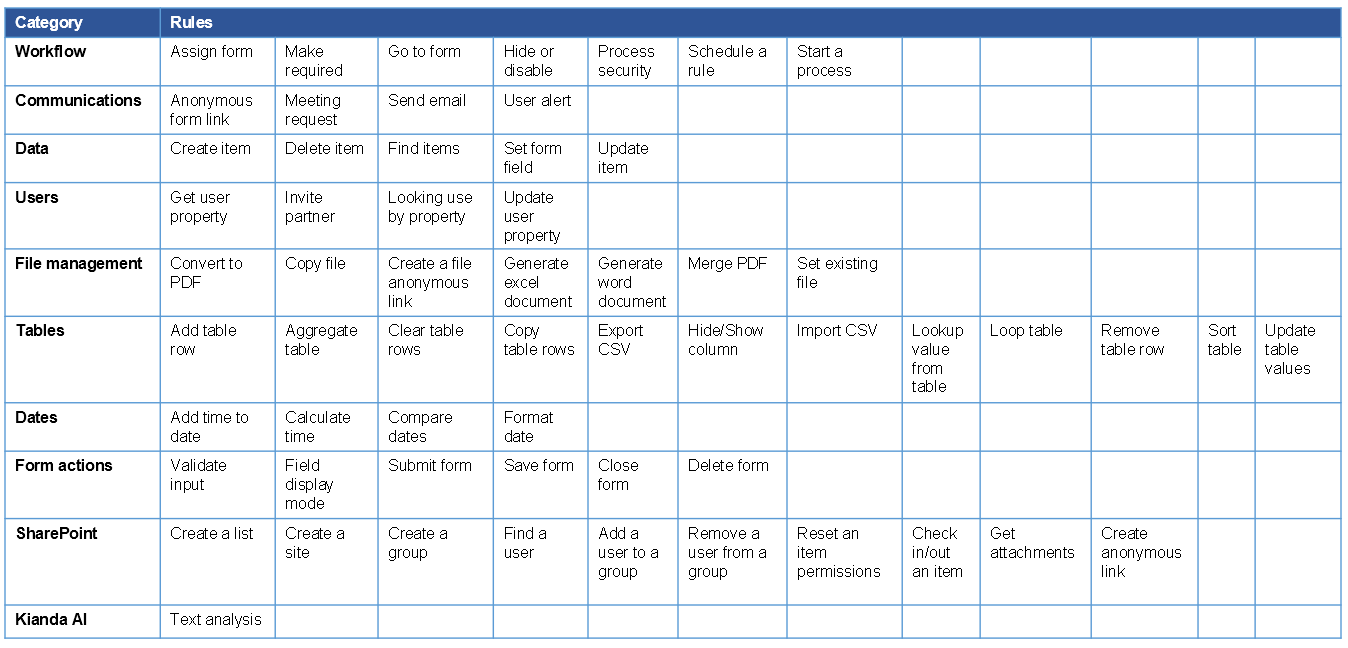 Category Rules
Workflow Assign form Make required Go to form Hide or disable Process security Schedule a rule Start a process
Communications Anonymous form link Meeting request Send email User alert
Data Create item Delete item Find items Set form field Update item
Users Get user property Invite partner Looking use by property Update user property
File management Convert to PDF Copy file Create a file anonymous link Generate excel document Generate word document Merge PDF Set existing file
Tables Add table row Aggregate table Clear table rows Copy table rows Export CSV Hide/Show column Import CSV Lookup value from table Loop table Remove table row Sort table Update table values
Dates Add time to date Calculate time Compare dates Format date
Form actions Validate input Field display mode Submit form Save form Close form Delete form
SharePoint Create a list Create a site Create a group Find a user Add a user to a group Remove a user from a group Reset an item permissions Check in/out an item Get attachments Create anonymous link
Kianda AI Text analysis